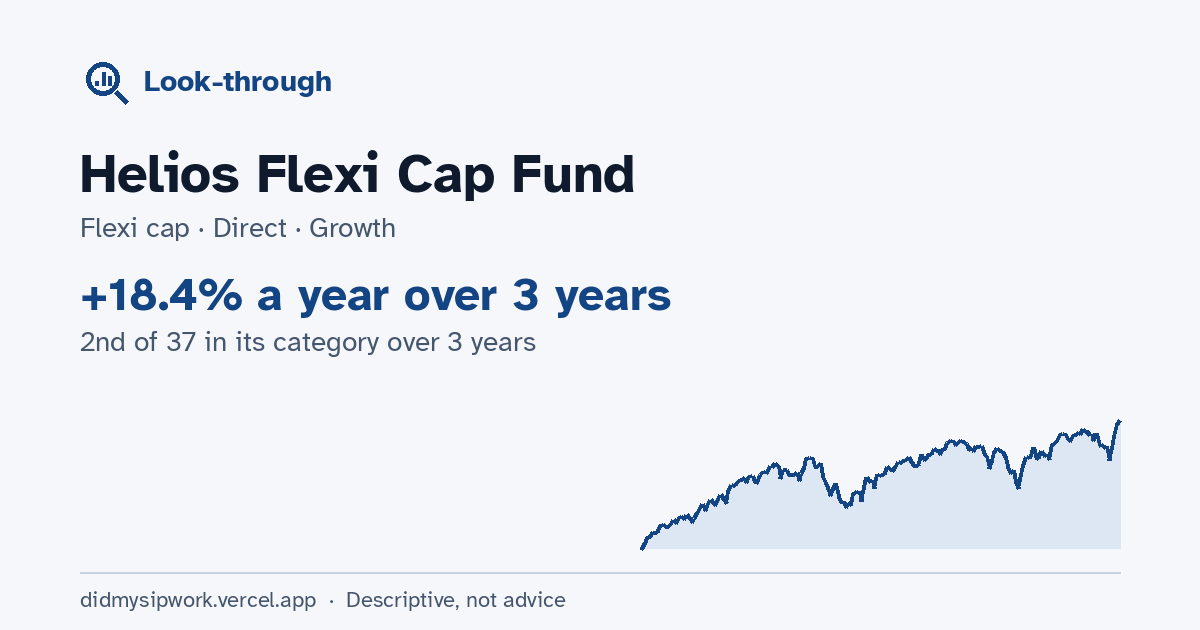 Look-through
Helios Flexi Cap Fund
Flexi cap · Direct · Growth
+18.4% a year over 3 years
2nd of 37 in its category over 3 years
didmysipwork.vercel.app · Descriptive, not advice